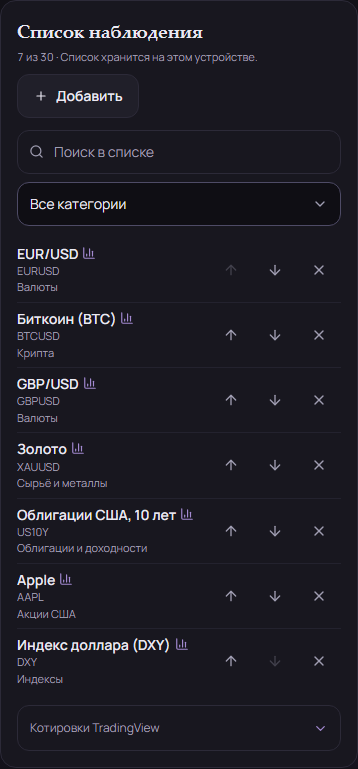 Список наблюдения
7 из 30 · Список хранится на этом устройстве.
+ Добавить
Поиск в списке
Все категории
EUR/USD
EURUSD
Валюты
Биткоин (BTC)
BTCUSD
Крипта
GBP/USD
GBPUSD
Валюты
Золото
XAUUSD
Сырьё и металлы
Облигации США, 10 лет
US10Y
Облигации и доходности
Apple
AAPL
Акции США
Индекс доллара (DXY)
DXY
Индексы
Котировки TradingView